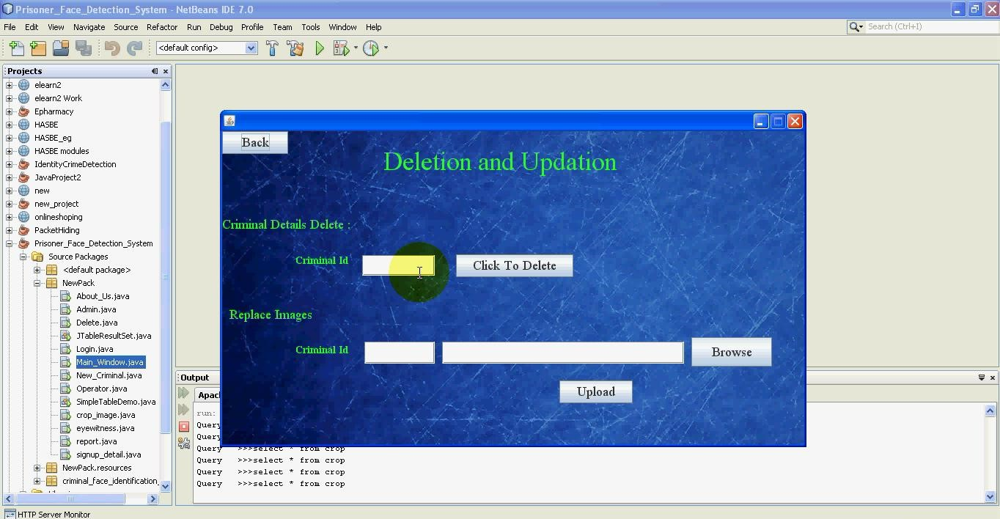 Prisoner_Face_Detection_System - NetBeans IDE 7.0
File Edit View Navigate Source Refactor Run Debug Profile Team Tools Window Help
Search (Ctrl+I)
<default config>
Projects
elearn2
elearn2 Work
Epharmacy
HASBE
HASBE_eg
HASBE modules
IdentityCrimeDetection
JavaProject2
new
new_project
onlineshoping
PacketHiding
Prisoner_Face_Detection_System
Source Packages
<default package>
NewPack
About_Us.java
Admin.java
Delete.java
JTableResultSet.java
Login.java
Main_Window.java
New_Criminal.java
Operator.java
SimpleTableDemo.java
crop_image.java
eyewitness.java
report.java
signup_detail.java
NewPack.resources
criminal_face_identification_
Back
Deletion and Updation
Criminal Details Delete :
Criminal Id
Click To Delete
Replace Images
Criminal Id
Browse
Upload
Output
Apac
run:
Query
Query
Query >>>select * from crop
Query >>>select * from crop
Query >>>select * from crop
Query >>>select * from crop
HTTP Server Monitor